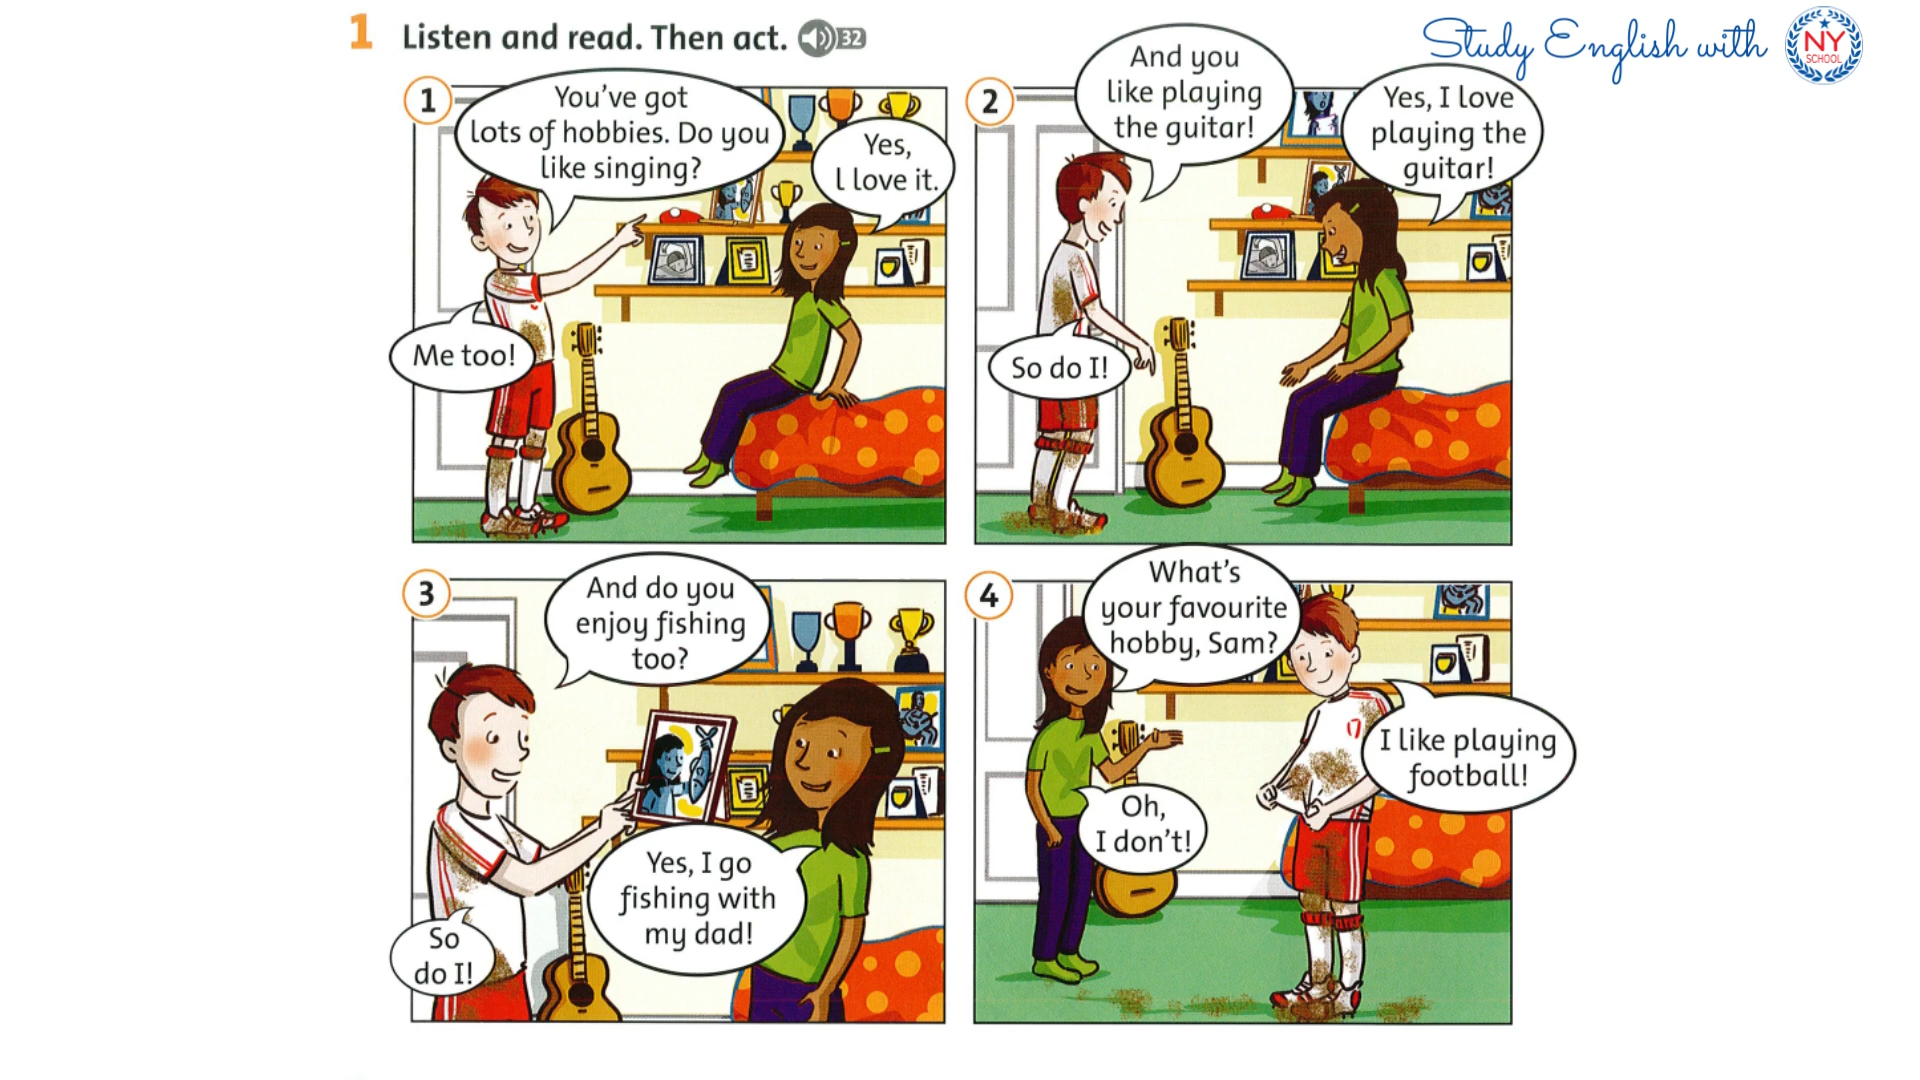 1 Listen and read. Then act. 32
Study English with
NY
SCHOOL
1
You've got
lots of hobbies. Do you
like singing?
Yes,
I love it.
Me too!
2
And you
like playing
the guitar!
Yes, I love
playing the
guitar!
So do I!
3
And do you
enjoy fishing
too?
Yes, I go
fishing with
my dad!
So
do I!
4
What's
your favourite
hobby, Sam?
I like playing
football!
Oh,
I don't!
17